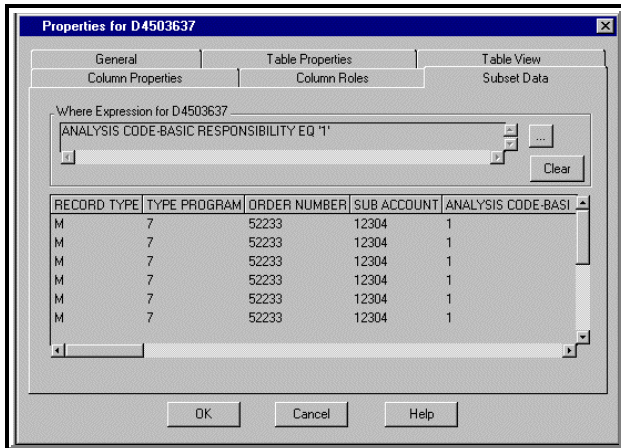 Properties for D4503637
General Table Properties Table View
Column Properties Column Roles Subset Data
Where Expression for D4503637
ANALYSIS CODE-BASIC RESPONSIBILITY EQ '1'
...
Clear
RECORD TYPE TYPE PROGRAM ORDER NUMBER SUB ACCOUNT ANALYSIS CODE-BASI
M 7 52233 12304 1
M 7 52233 12304 1
M 7 52233 12304 1
M 7 52233 12304 1
M 7 52233 12304 1
M 7 52233 12304 1
OK Cancel Help